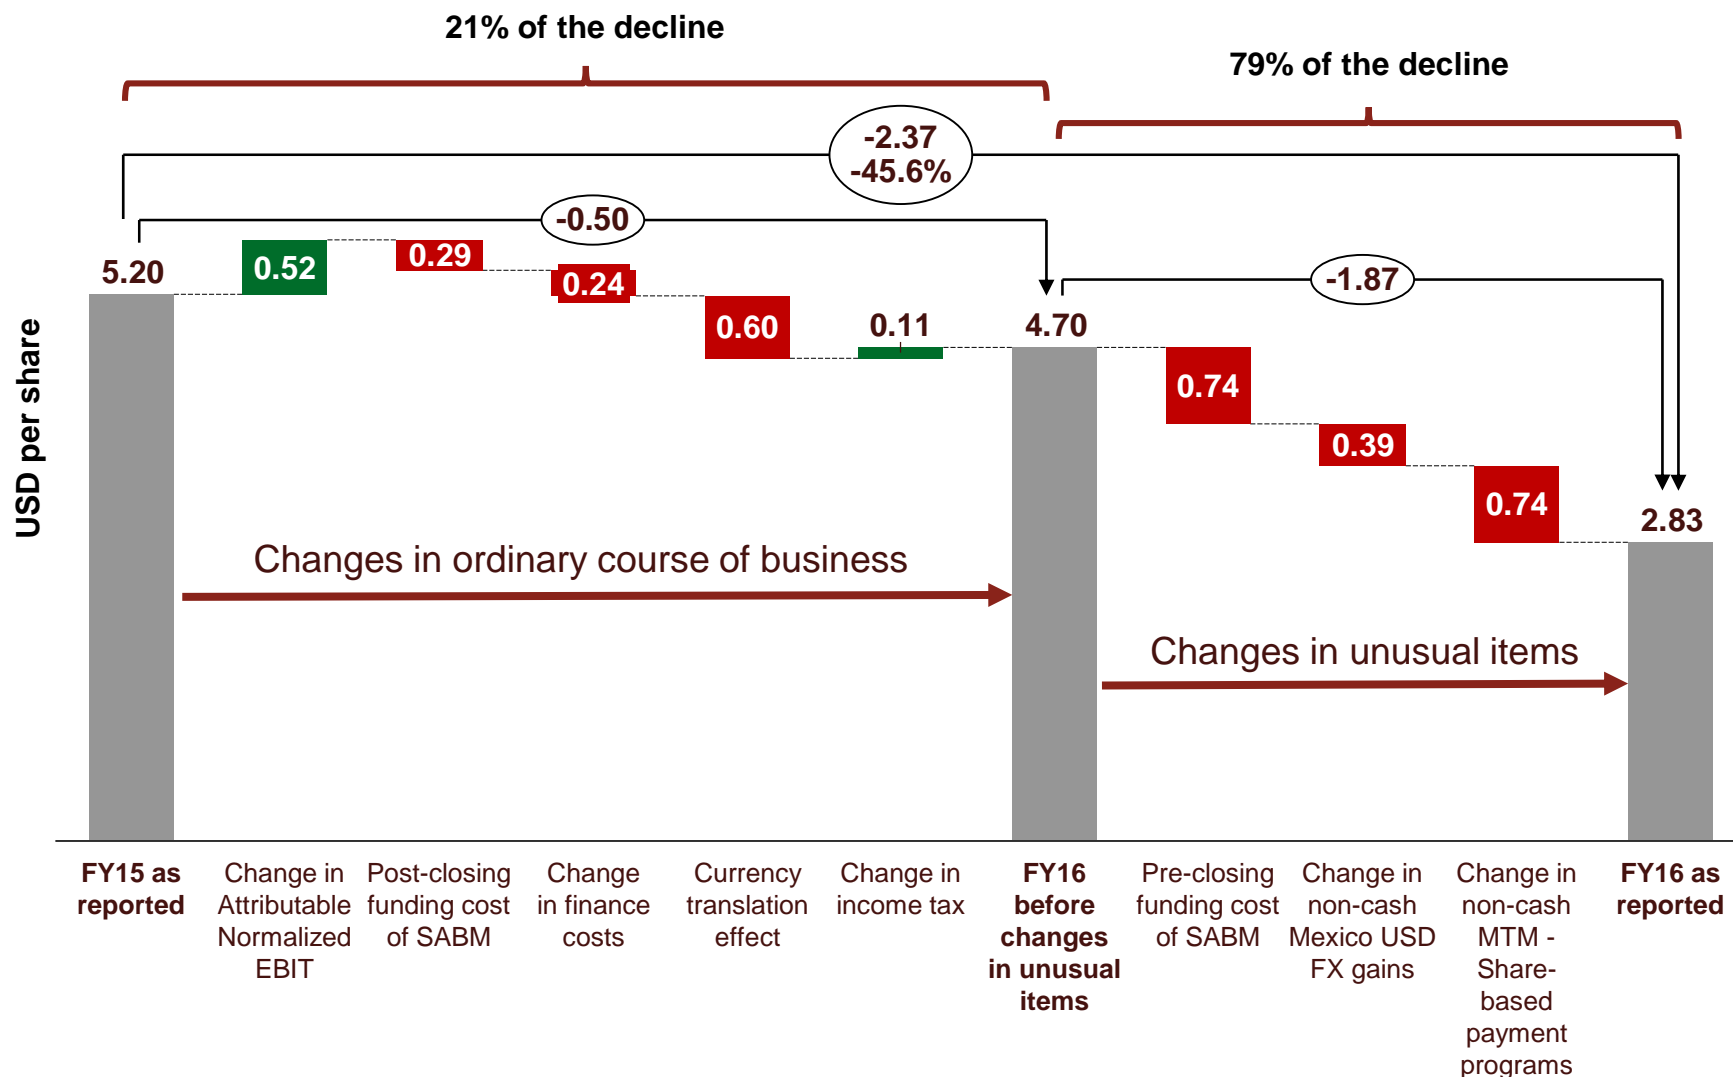 21% of the decline
79% of the decline
-2.37
-45.6%
-0.50
-1.87
5.20
0.52
0.29
0.24
0.60
0.11
4.70
0.74
0.39
0.74
2.83
USD per share
Changes in ordinary course of business
Changes in unusual items
FY15 as
reported
Change in
Attributable
Normalized
EBIT
Post-closing
funding cost
of SABM
Change
in finance
costs
Currency
translation
effect
Change in
income tax
FY16
before
changes
in unusual
items
Pre-closing
funding cost
of SABM
Change in
non-cash
Mexico USD
FX gains
Change in
non-cash
MTM -
Share-
based
payment
programs
FY16 as
reported